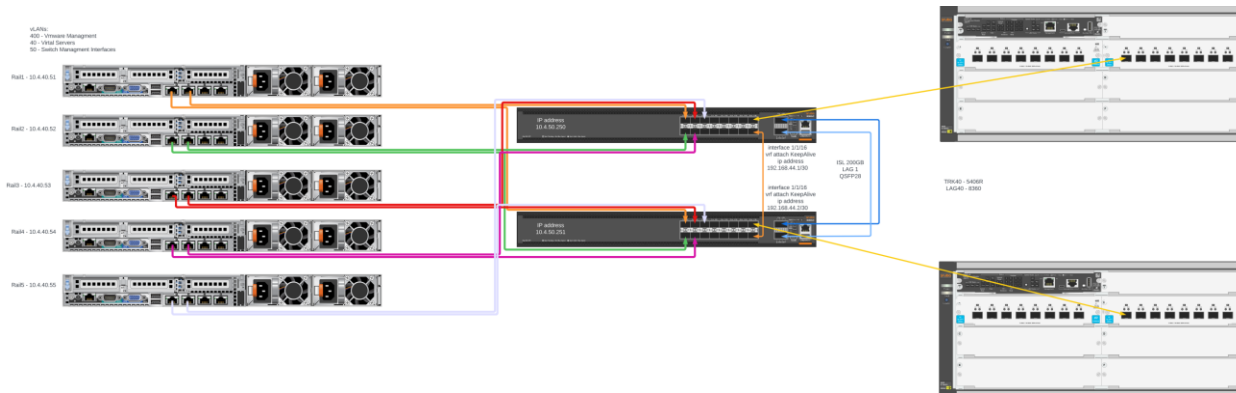 vLANs:
400 - Vmware Managment
40 - Virtal Servers
50 - Switch Managment Interfaces
Rail1 - 10.4.40.51
Rail2 - 10.4.40.52
Rail3 - 10.4.40.53
Rail4 - 10.4.40.54
Rail5 - 10.4.40.55
IP address
10.4.50.250
interface 1/1/16
vrf attach KeepAlive
ip address
192.168.44.1/30
interface 1/1/16
vrf attach KeepAlive
ip address
192.168.44.2/30
IP address
10.4.50.251
ISL 200GB
LAG 1
QSFP28
TRK40 - 5406R
LAG40 - 8360